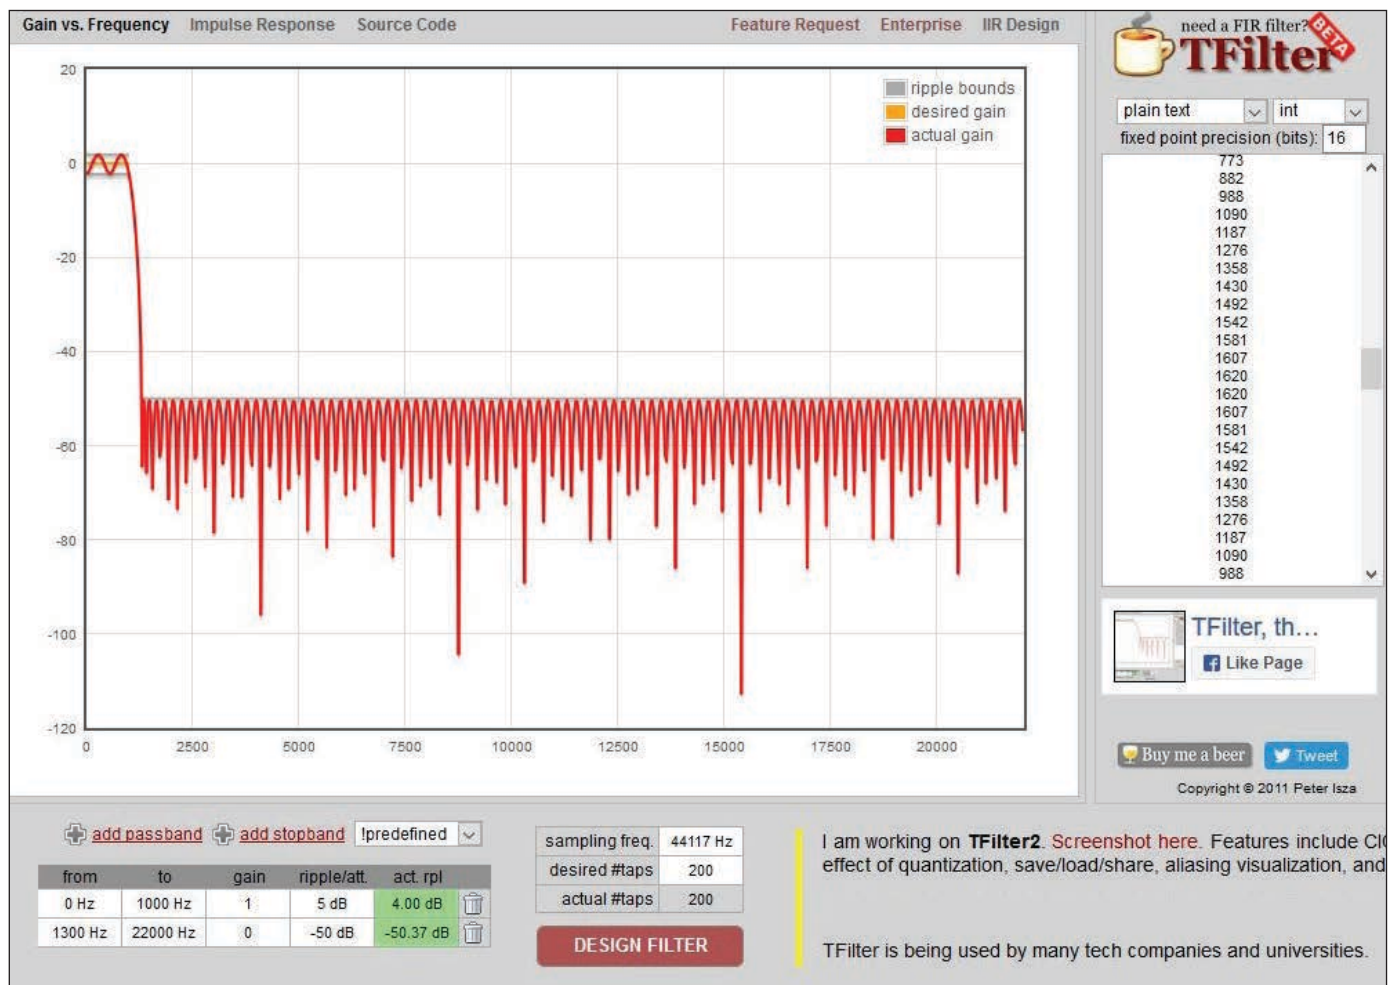 Gain vs. Frequency Impulse Response Source Code Feature Request Enterprise IIR Design
need a FIR filter?
BETA
TFilter
plain text int
fixed point precision (bits): 16
773
882
988
1090
1187
1276
1358
1430
1492
1542
1581
1607
1620
1620
1607
1581
1542
1492
1430
1358
1276
1187
1090
988
ripple bounds
desired gain
actual gain
20
0
-20
-40
-60
-80
-100
-120
0 2500 5000 7500 10000 12500 15000 17500 20000
TFilter, th...
Like Page
Buy me a beer Tweet
Copyright © 2011 Peter Isza
add passband add stopband !predefined
from to gain ripple/att. act. rpl
0 Hz 1000 Hz 1 5 dB 4.00 dB
1300 Hz 22000 Hz 0 -50 dB -50.37 dB
sampling freq. 44117 Hz
desired #taps 200
actual #taps 200
DESIGN FILTER
I am working on TFilter2. Screenshot here. Features include CI
effect of quantization, save/load/share, aliasing visualization, and
TFilter is being used by many tech companies and universities.